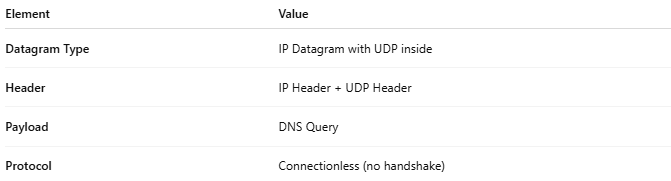 Element Value
Datagram Type IP Datagram with UDP inside
Header IP Header + UDP Header
Payload DNS Query
Protocol Connectionless (no handshake)